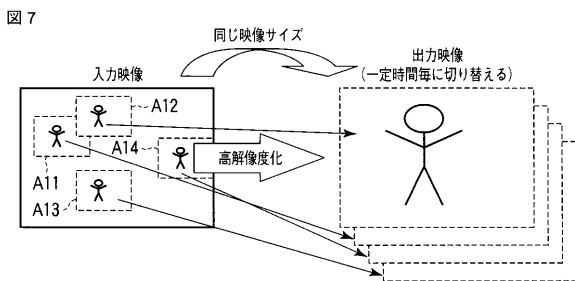 図7
同じ映像サイズ
入力映像
出力映像
(一定時間毎に切り替える)
A12
A14
高解像度化
A11
A13